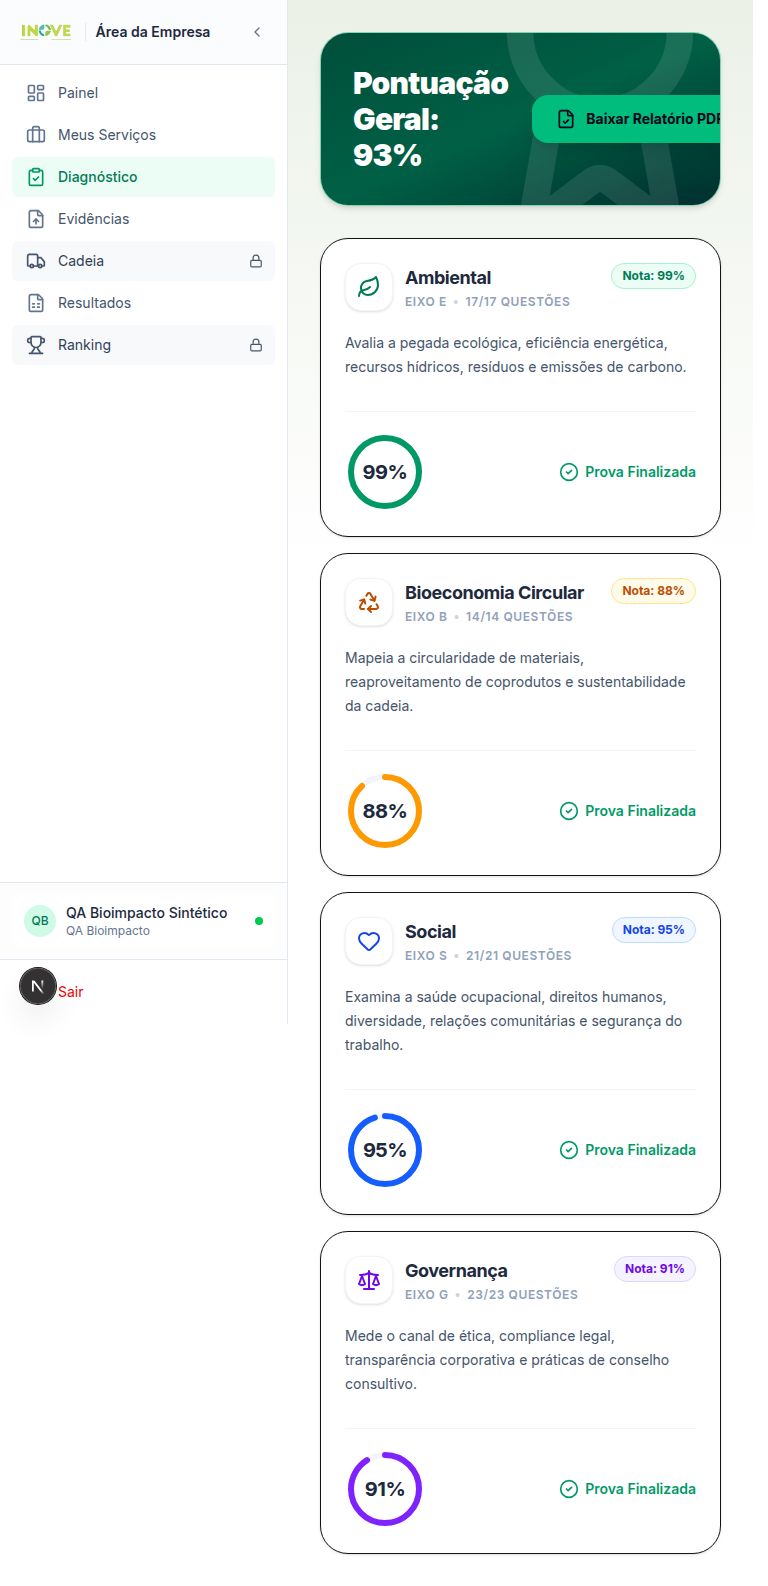 INOVE
Área da Empresa
Painel
Meus Serviços
Diagnóstico
Evidências
Cadeia
Resultados
Ranking
QB
QA Bioimpacto Sintético
QA Bioimpacto
N
Sair
Pontuação
Geral:
93%
Baixar Relatório PDF
Ambiental
Nota: 99%
EIXO E • 17/17 QUESTÕES
Avalia a pegada ecológica, eficiência energética,
recursos hídricos, resíduos e emissões de carbono.
99%
Prova Finalizada
Bioeconomia Circular
Nota: 88%
EIXO B • 14/14 QUESTÕES
Mapeia a circularidade de materiais,
reaproveitamento de coprodutos e sustentabilidade
da cadeia.
88%
Prova Finalizada
Social
Nota: 95%
EIXO S • 21/21 QUESTÕES
Examina a saúde ocupacional, direitos humanos,
diversidade, relações comunitárias e segurança do
trabalho.
95%
Prova Finalizada
Governança
Nota: 91%
EIXO G • 23/23 QUESTÕES
Mede o canal de ética, compliance legal,
transparência corporativa e práticas de conselho
consultivo.
91%
Prova Finalizada